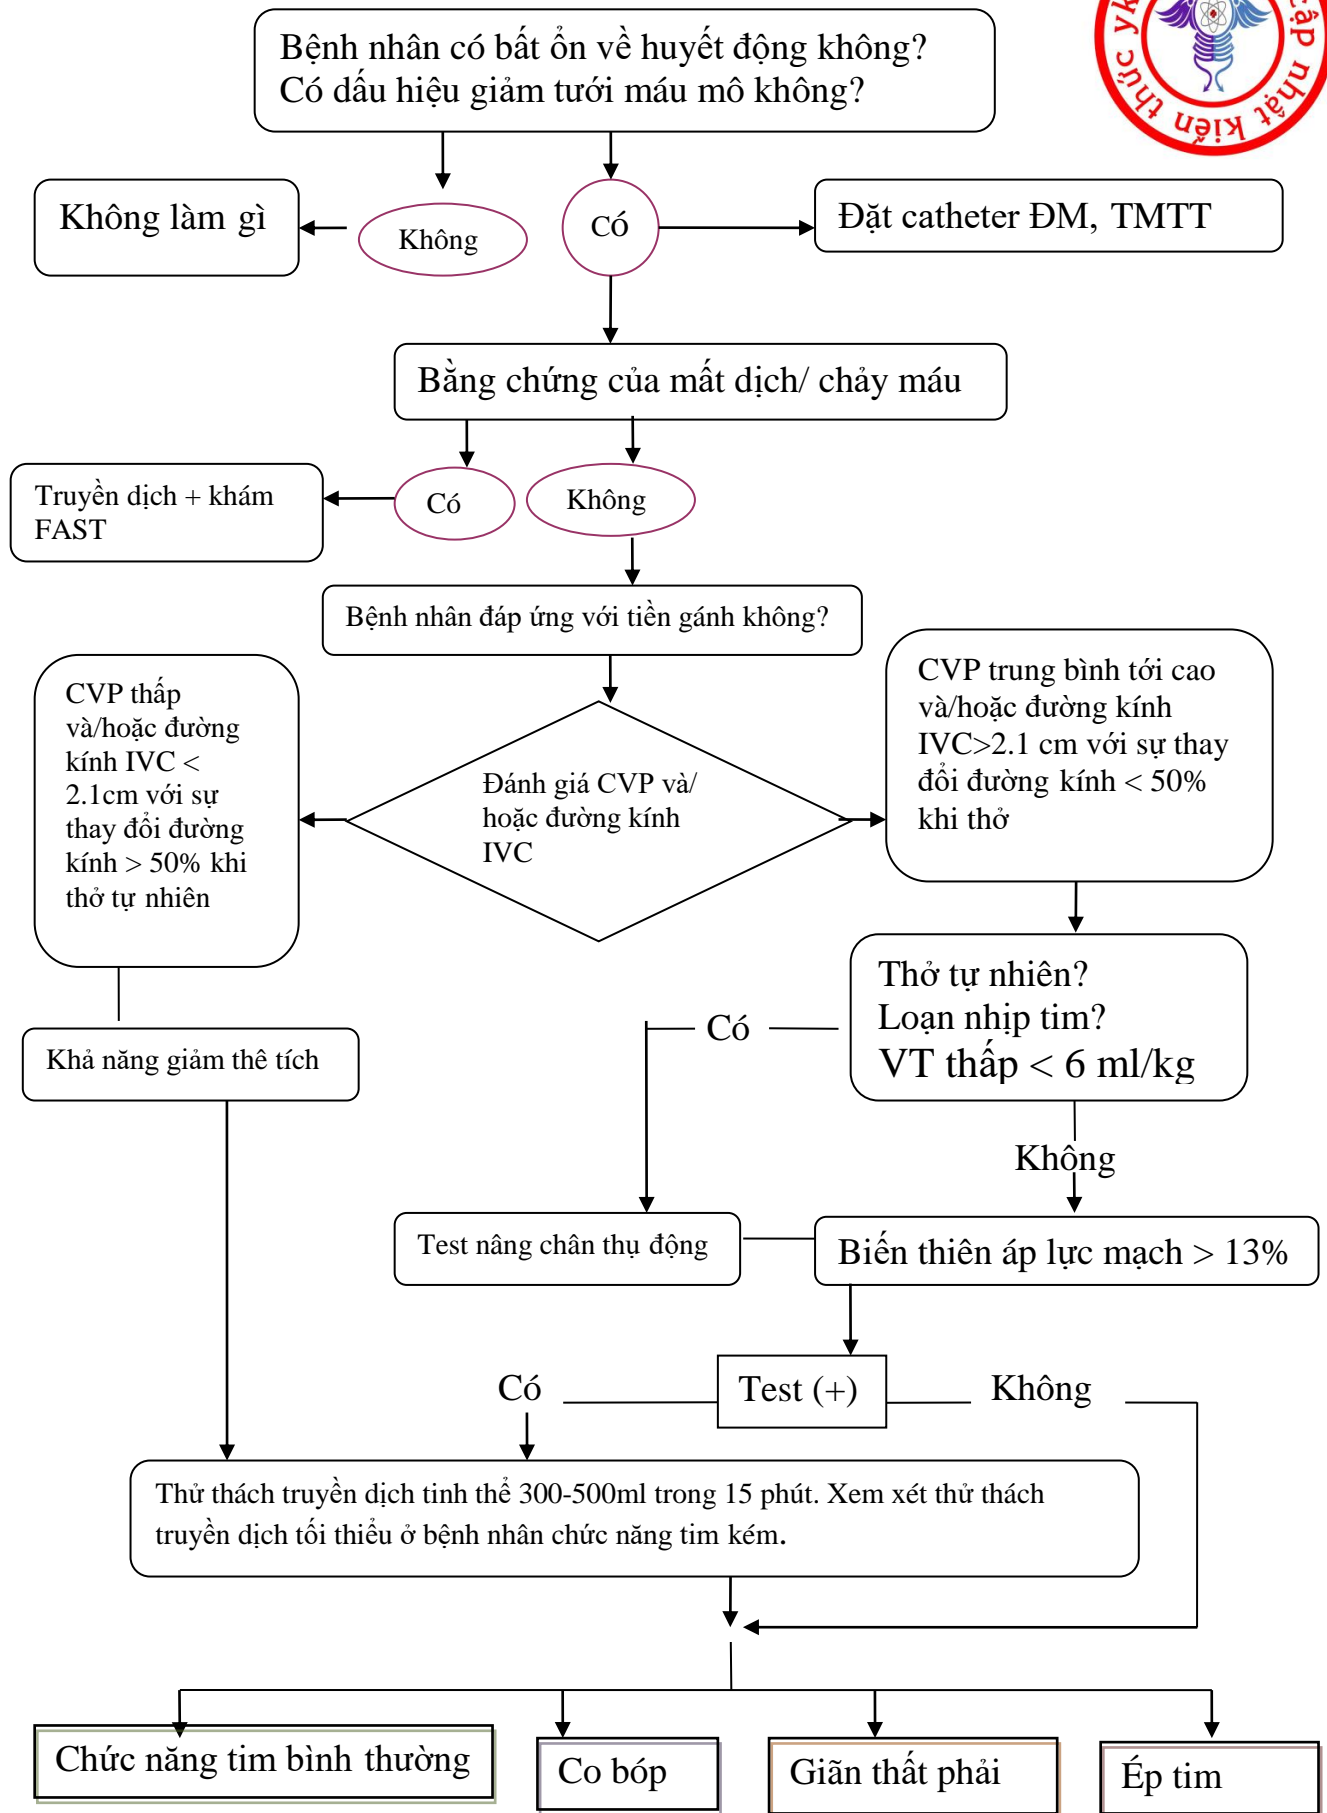 Bệnh nhân có bất ổn về huyết động không?
Có dấu hiệu giảm tưới máu mô không?
cập nhật kiến thức yk
Không làm gì
Không
Có
Đặt catheter ĐM, TMTT
Bằng chứng của mất dịch/ chảy máu
Truyền dịch + khám
FAST
Có
Không
Bệnh nhân đáp ứng với tiền gánh không?
CVP thấp
và/hoặc đường
kính IVC <
2.1cm với sự
thay đổi đường
kính > 50% khi
thở tự nhiên
Đánh giá CVP và/
hoặc đường kính
IVC
CVP trung bình tới cao
và/hoặc đường kính
IVC>2.1 cm với sự thay
đổi đường kính < 50%
khi thở
Thở tự nhiên?
Loạn nhịp tim?
VT thấp < 6 ml/kg
Có
Khả năng giảm thê tích
Không
Test nâng chân thụ động
Biến thiên áp lực mạch > 13%
Có
Test (+)
Không
Thử thách truyền dịch tinh thể 300-500ml trong 15 phút. Xem xét thử thách
truyền dịch tối thiểu ở bệnh nhân chức năng tim kém.
Chức năng tim bình thường
Co bóp
Giãn thất phải
Ép tim